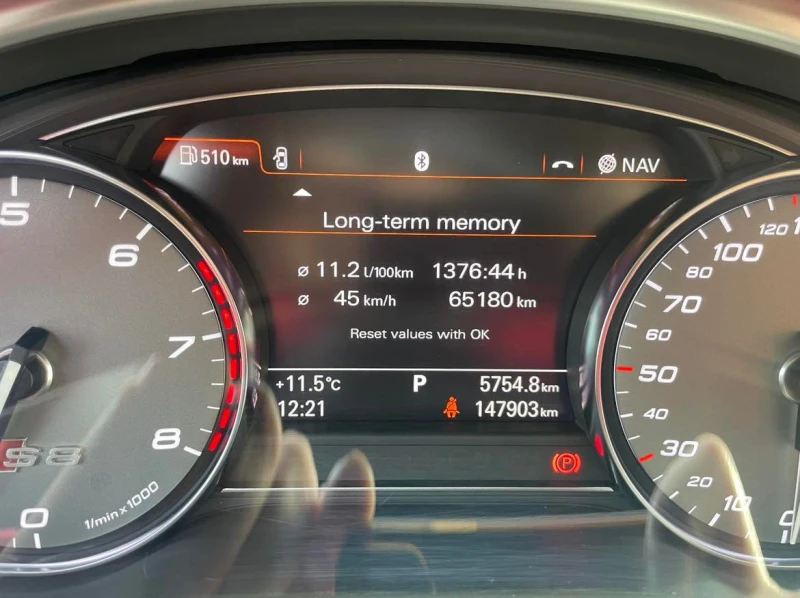 510 km NAV
Long-term memory
ø 11.2 l/100km 1376:44 h
ø 45 km/h 65180 km
Reset values with OK
+11.5°C P 5754.8 km
12:21 147903 km
(P)
5
6
7
8
0
1/min x 1000
S8
120
100
80
70
60
50
40
30
20
10
0